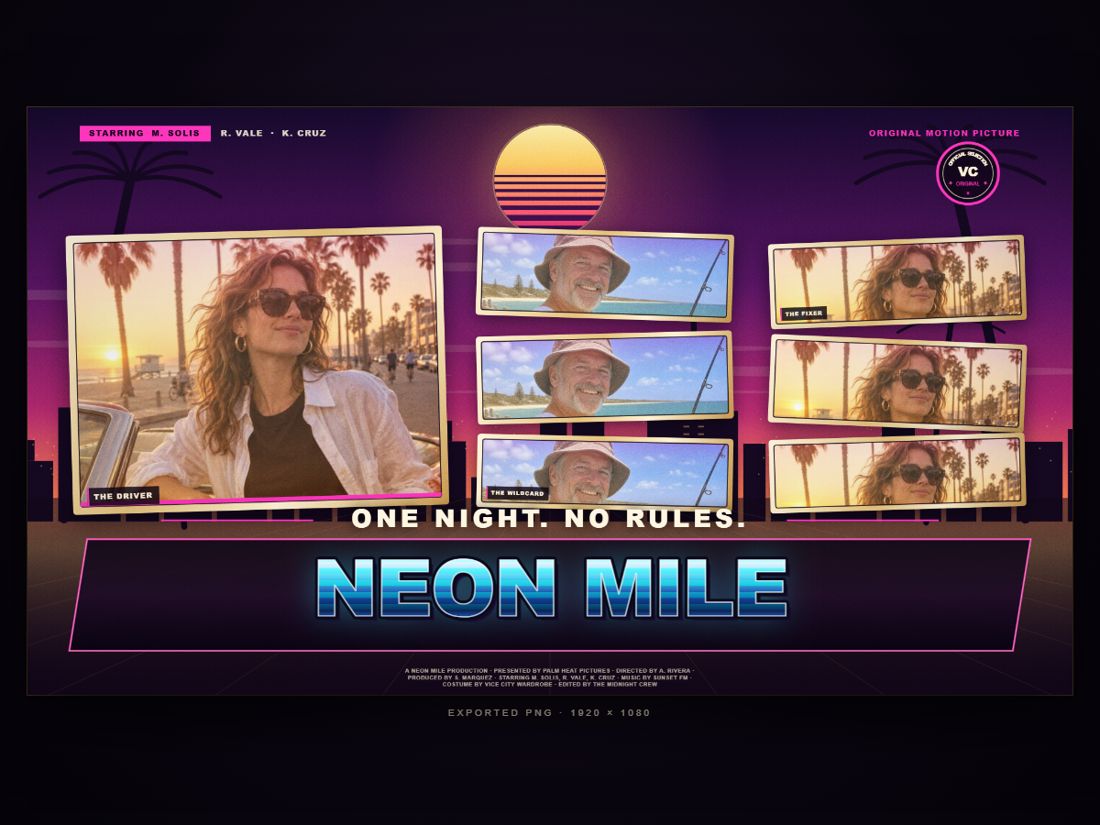 STARRING M. SOLIS R. VALE · K. CRUZ
ORIGINAL MOTION PICTURE
OFFICIAL SELECTION
VC
ORIGINAL
THE FIXER
THE DRIVER
THE WILDCARD
ONE NIGHT. NO RULES.
NEON MILE
A NEON MILE PRODUCTION · PRESENTED BY PALM HEAT PICTURES · DIRECTED BY A. RIVERA ·
PRODUCED BY S. MARQUEZ · STARRING M. SOLIS, R. VALE, K. CRUZ · MUSIC BY SUNSET FM ·
COSTUME BY VICE CITY WARDROBE · EDITED BY THE MIDNIGHT CREW
EXPORTED PNG · 1920 × 1080